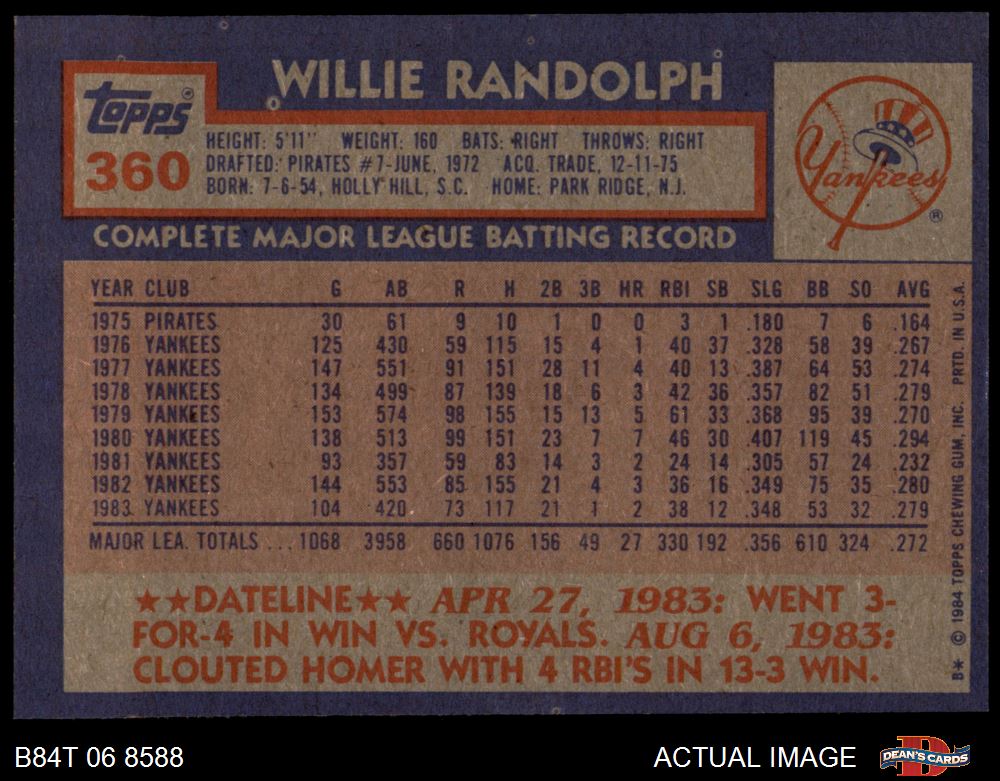 WILLIE RANDOLPH
TOPPS ®
360
HEIGHT: 5'11" WEIGHT: 160 BATS: RIGHT THROWS: RIGHT
DRAFTED: PIRATES #7-JUNE, 1972 ACQ. TRADE, 12-11-75
BORN: 7-6-54, HOLLY HILL, S.C. HOME: PARK RIDGE, N.J.
Yankees ®
COMPLETE MAJOR LEAGUE BATTING RECORD
YEAR CLUB G AB R H 2B 3B HR RBI SB SLG BB SO AVG
1975 PIRATES 30 61 9 10 1 0 0 3 1 .180 7 6 .164
1976 YANKEES 125 430 59 115 15 4 1 40 37 .328 58 39 .267
1977 YANKEES 147 551 91 151 28 11 4 40 13 .387 64 53 .274
1978 YANKEES 134 499 87 139 18 6 3 42 36 .357 82 51 .279
1979 YANKEES 153 574 98 155 15 13 5 61 33 .368 95 39 .270
1980 YANKEES 138 513 99 151 23 7 7 46 30 .407 119 45 .294
1981 YANKEES 93 357 59 83 14 3 2 24 14 .305 57 24 .232
1982 YANKEES 144 553 85 155 21 4 3 36 16 .349 75 35 .280
1983 YANKEES 104 420 73 117 21 1 2 38 12 .348 53 32 .279
MAJOR LEA. TOTALS ... 1068 3958 660 1076 156 49 27 330 192 .356 610 324 .272
★★DATELINE★★ APR 27, 1983: WENT 3-
FOR-4 IN WIN VS. ROYALS. AUG 6, 1983:
CLOUTED HOMER WITH 4 RBI'S IN 13-3 WIN.
B* © 1984 TOPPS CHEWING GUM, INC. PRTD. IN U.S.A.
B84T 06 8588
ACTUAL IMAGE
DEAN'S CARDS